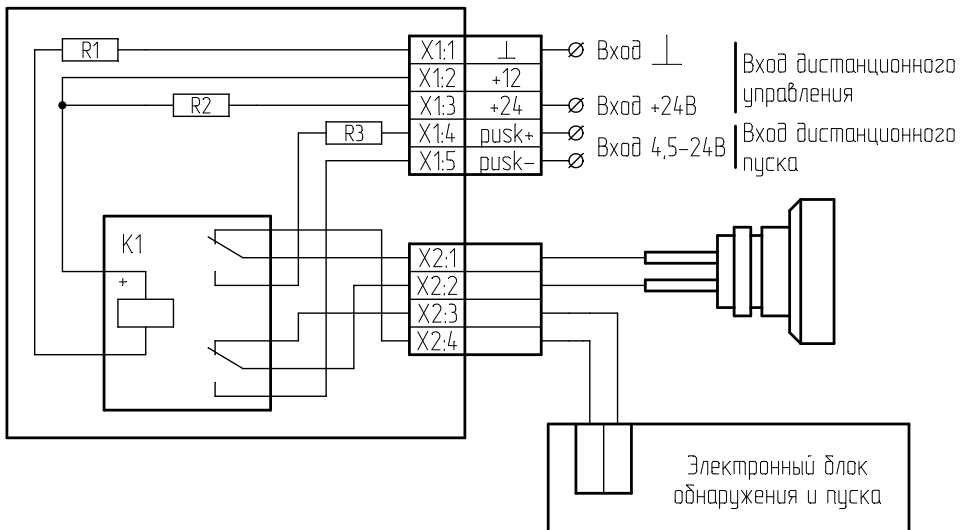 R1
R2
R3
X1:1 ⊥
X1:2 +12
X1:3 +24
X1:4 pusk+
X1:5 pusk-
Вход ⊥
Вход +24В
Вход 4,5-24В
Вход дистанционного
управления
Вход дистанционного
пуска
K1
+
X2:1
X2:2
X2:3
X2:4
Электронный блок
обнаружения и пуска